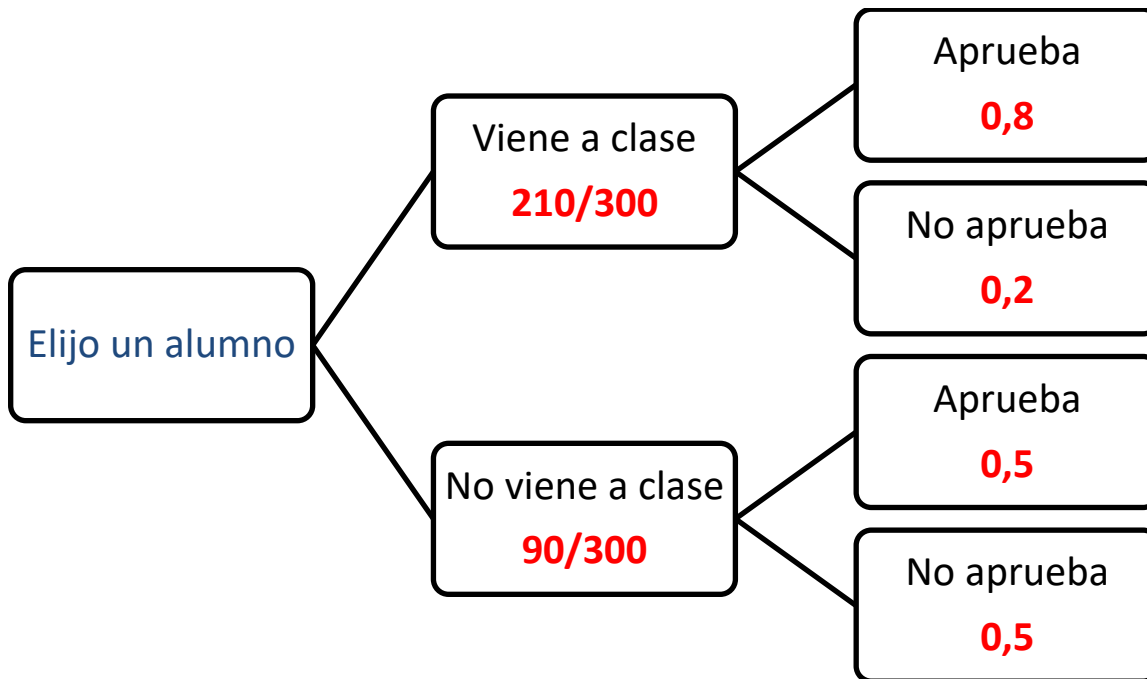 Elijo un alumno
Viene a clase
210/300
Aprueba
0,8
No aprueba
0,2
No viene a clase
90/300
Aprueba
0,5
No aprueba
0,5